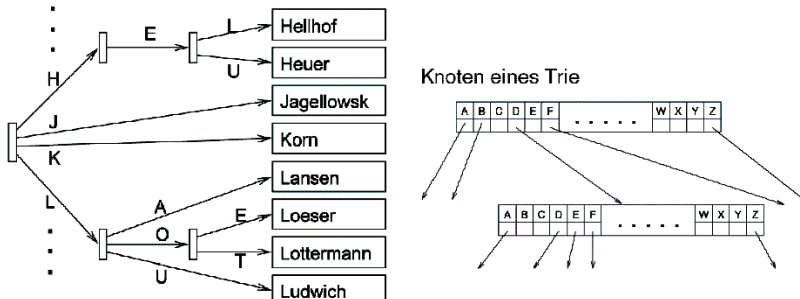 H
E
L
U
Hellhof
Heuer
J
Jagellowsk
K
Korn
L
A
Lansen
O
E
Loeser
T
Lottermann
U
Ludwich
Knoten eines Trie
A B C D E F ..... W X Y Z
A B C D E F ..... W X Y Z